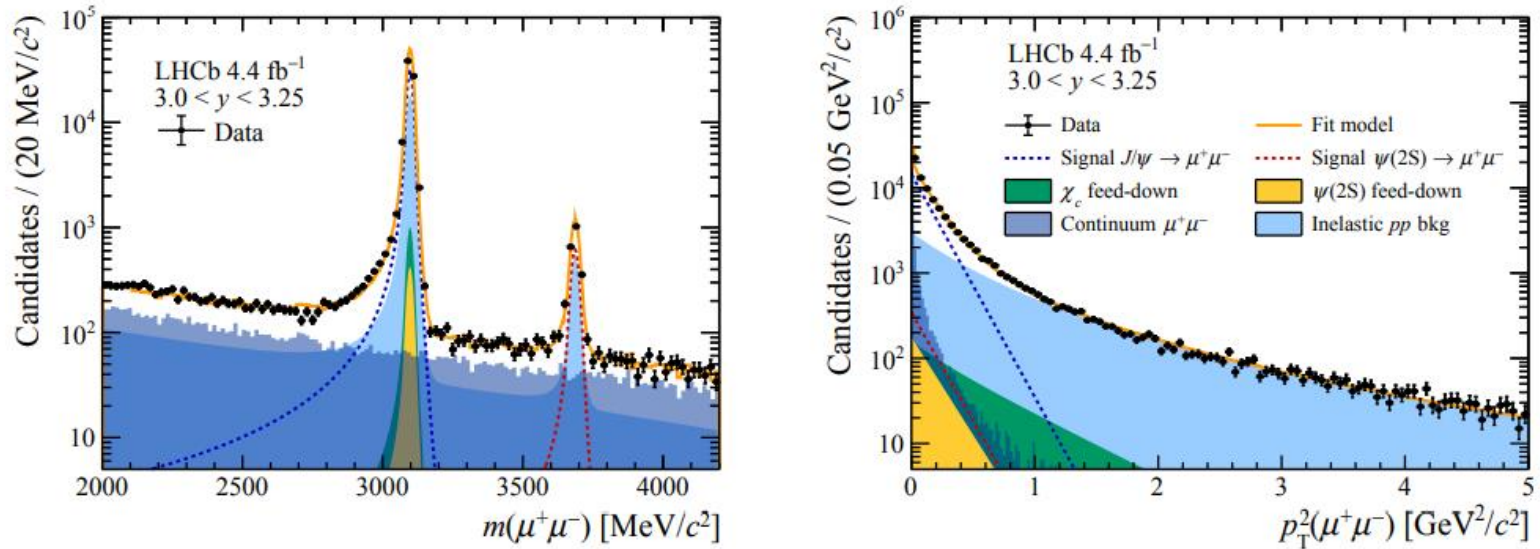 Candidates / (20 MeV/c²)
10⁵
10⁴
10³
10²
10
LHCb 4.4 fb⁻¹
3.0 < y < 3.25
Data
2000 2500 3000 3500 4000
m(μ⁺μ⁻) [MeV/c²]
Candidates / (0.05 GeV²/c²)
10⁶
10⁵
10⁴
10³
10²
10
LHCb 4.4 fb⁻¹
3.0 < y < 3.25
Data Fit model
Signal J/ψ → μ⁺μ⁻ Signal ψ(2S) → μ⁺μ⁻
χ_c feed-down ψ(2S) feed-down
Continuum μ⁺μ⁻ Inelastic pp bkg
0 1 2 3 4 5
p_T²(μ⁺μ⁻) [GeV²/c²]